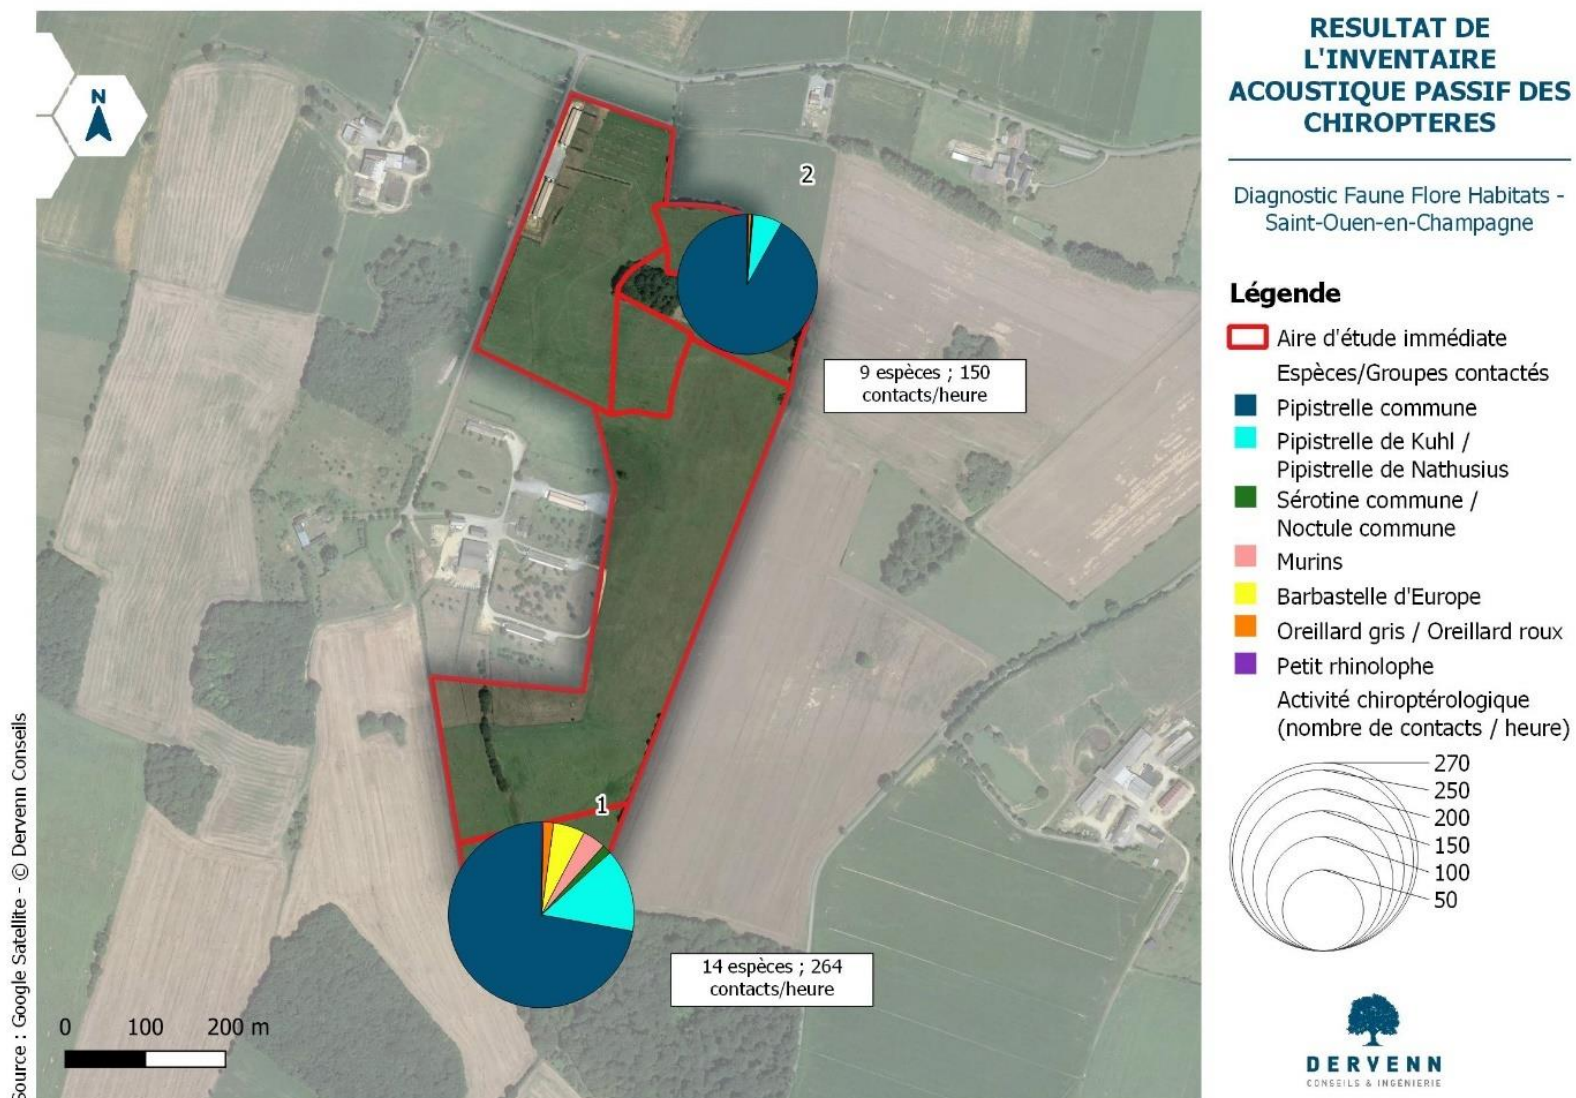 RESULTAT DE
L'INVENTAIRE
ACOUSTIQUE PASSIF DES
CHIROPTERES
Diagnostic Faune Flore Habitats -
Saint-Ouen-en-Champagne
Légende
Aire d'étude immédiate
Espèces/Groupes contactés
Pipistrelle commune
Pipistrelle de Kuhl /
Pipistrelle de Nathusius
Sérotine commune /
Noctule commune
Murins
Barbastelle d'Europe
Oreillard gris / Oreillard roux
Petit rhinolophe
Activité chiroptérologique
(nombre de contacts / heure)
270
250
200
150
100
50
DERVENN
CONSEILS & INGÉNIERIE
N
2
9 espèces ; 150
contacts/heure
1
14 espèces ; 264
contacts/heure
0 100 200 m
Source : Google Satellite - © Dervenn Conseils